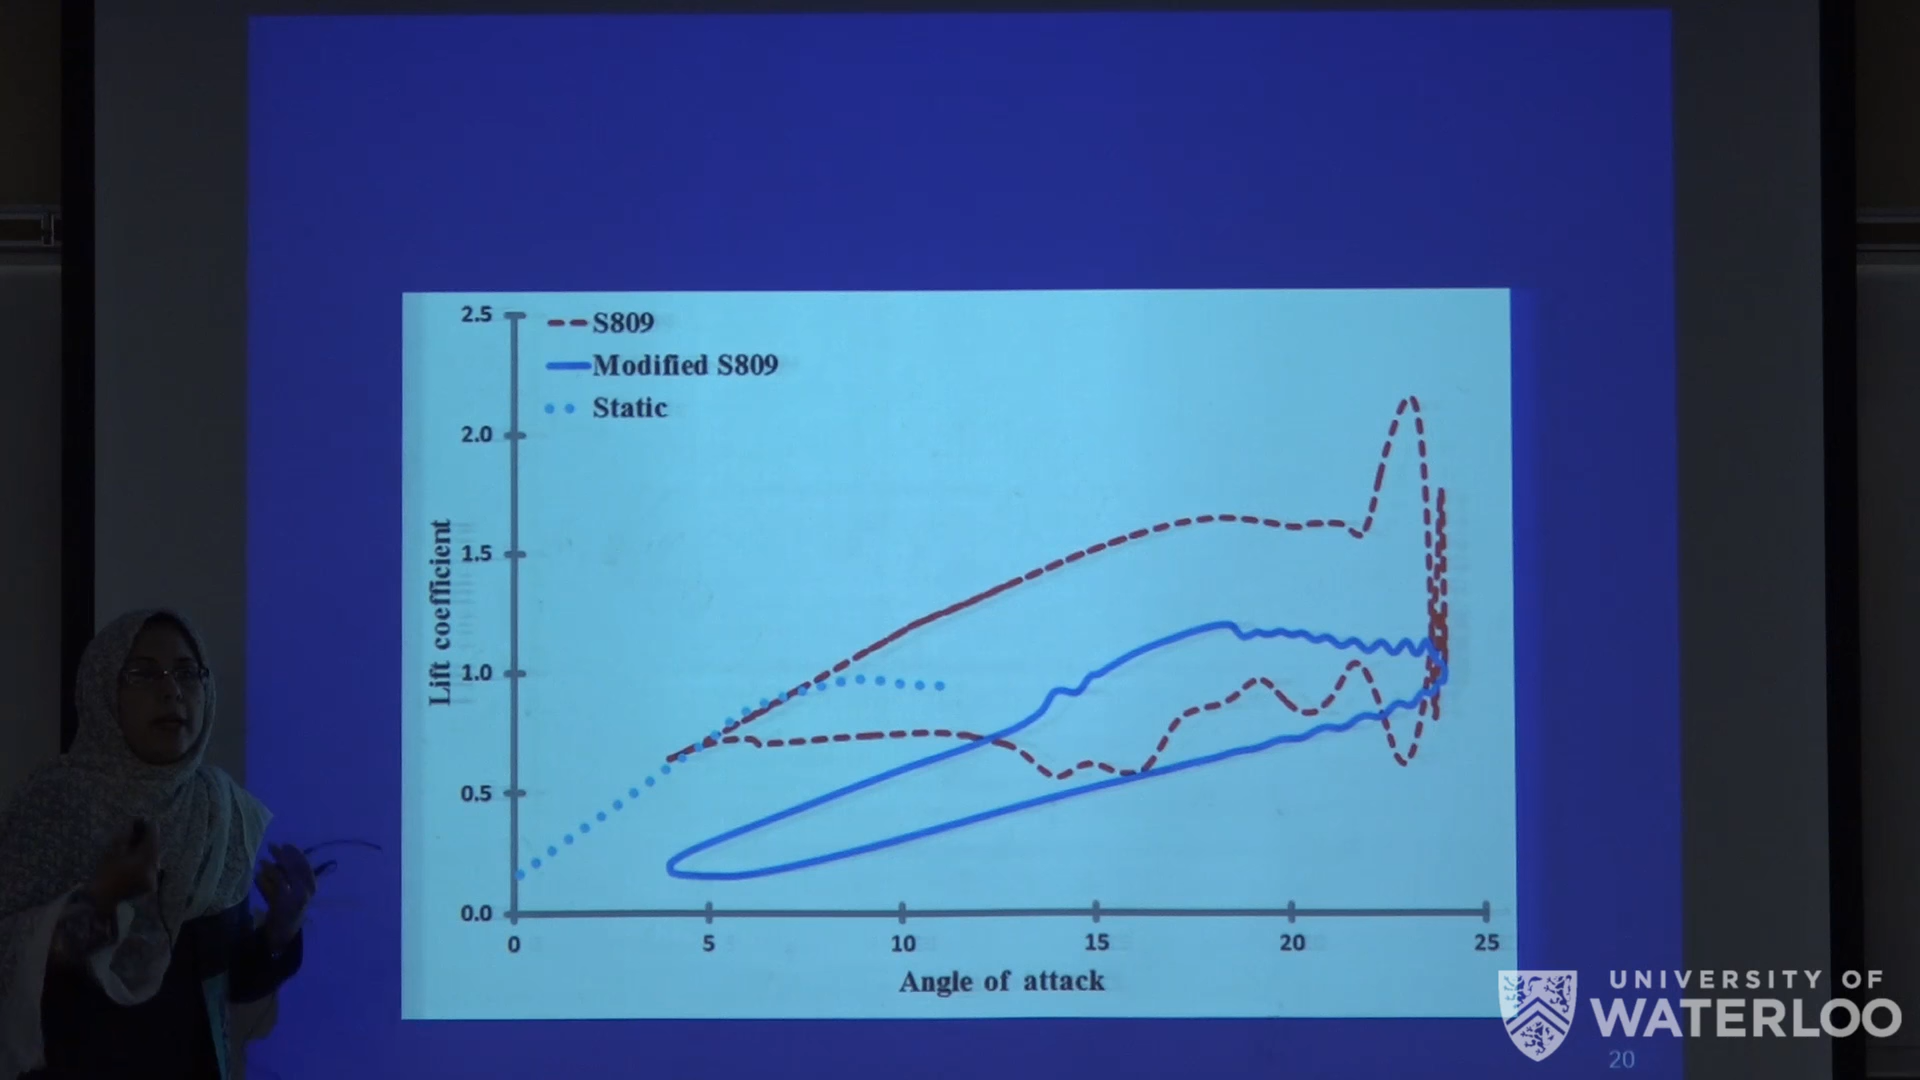 2.5
2.0
1.5
1.0
0.5
0.0
S809
Modified S809
Static
Lift coefficient
0 5 10 15 20 25
Angle of attack
UNIVERSITY OF
WATERLOO
20